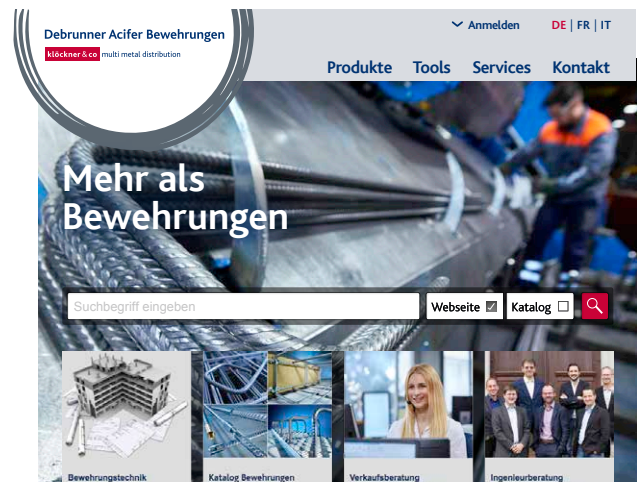 Debrunner Acifer Bewehrungen
klöckner & co multi metal distribution
Anmelden
DE | FR | IT
Produkte Tools Services Kontakt
Mehr als
Bewehrungen
Suchbegriff eingeben
Webseite
Katalog
Bewehrungstechnik
Katalog Bewehrungen
Verkaufsberatung
Ingenieurberatung